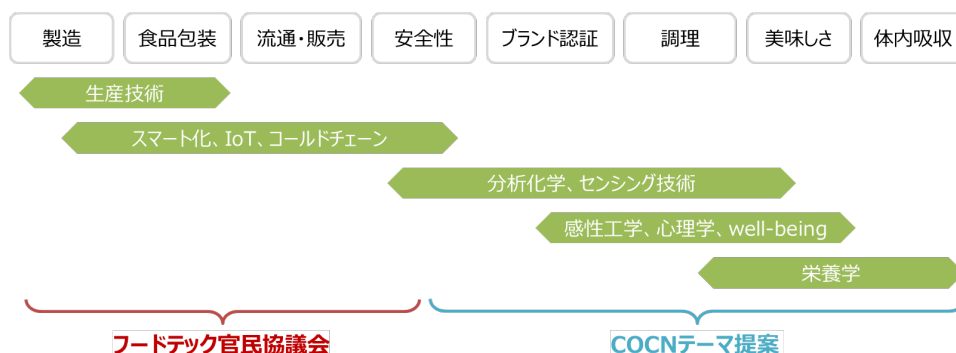 製造
食品包装
流通・販売
安全性
ブランド認証
調理
美味しさ
体内吸収
生産技術
スマート化、IoT、コールドチェーン
分析化学、センシング技術
感性工学、心理学、well-being
栄養学
フードテック官民協議会
COCNテーマ提案